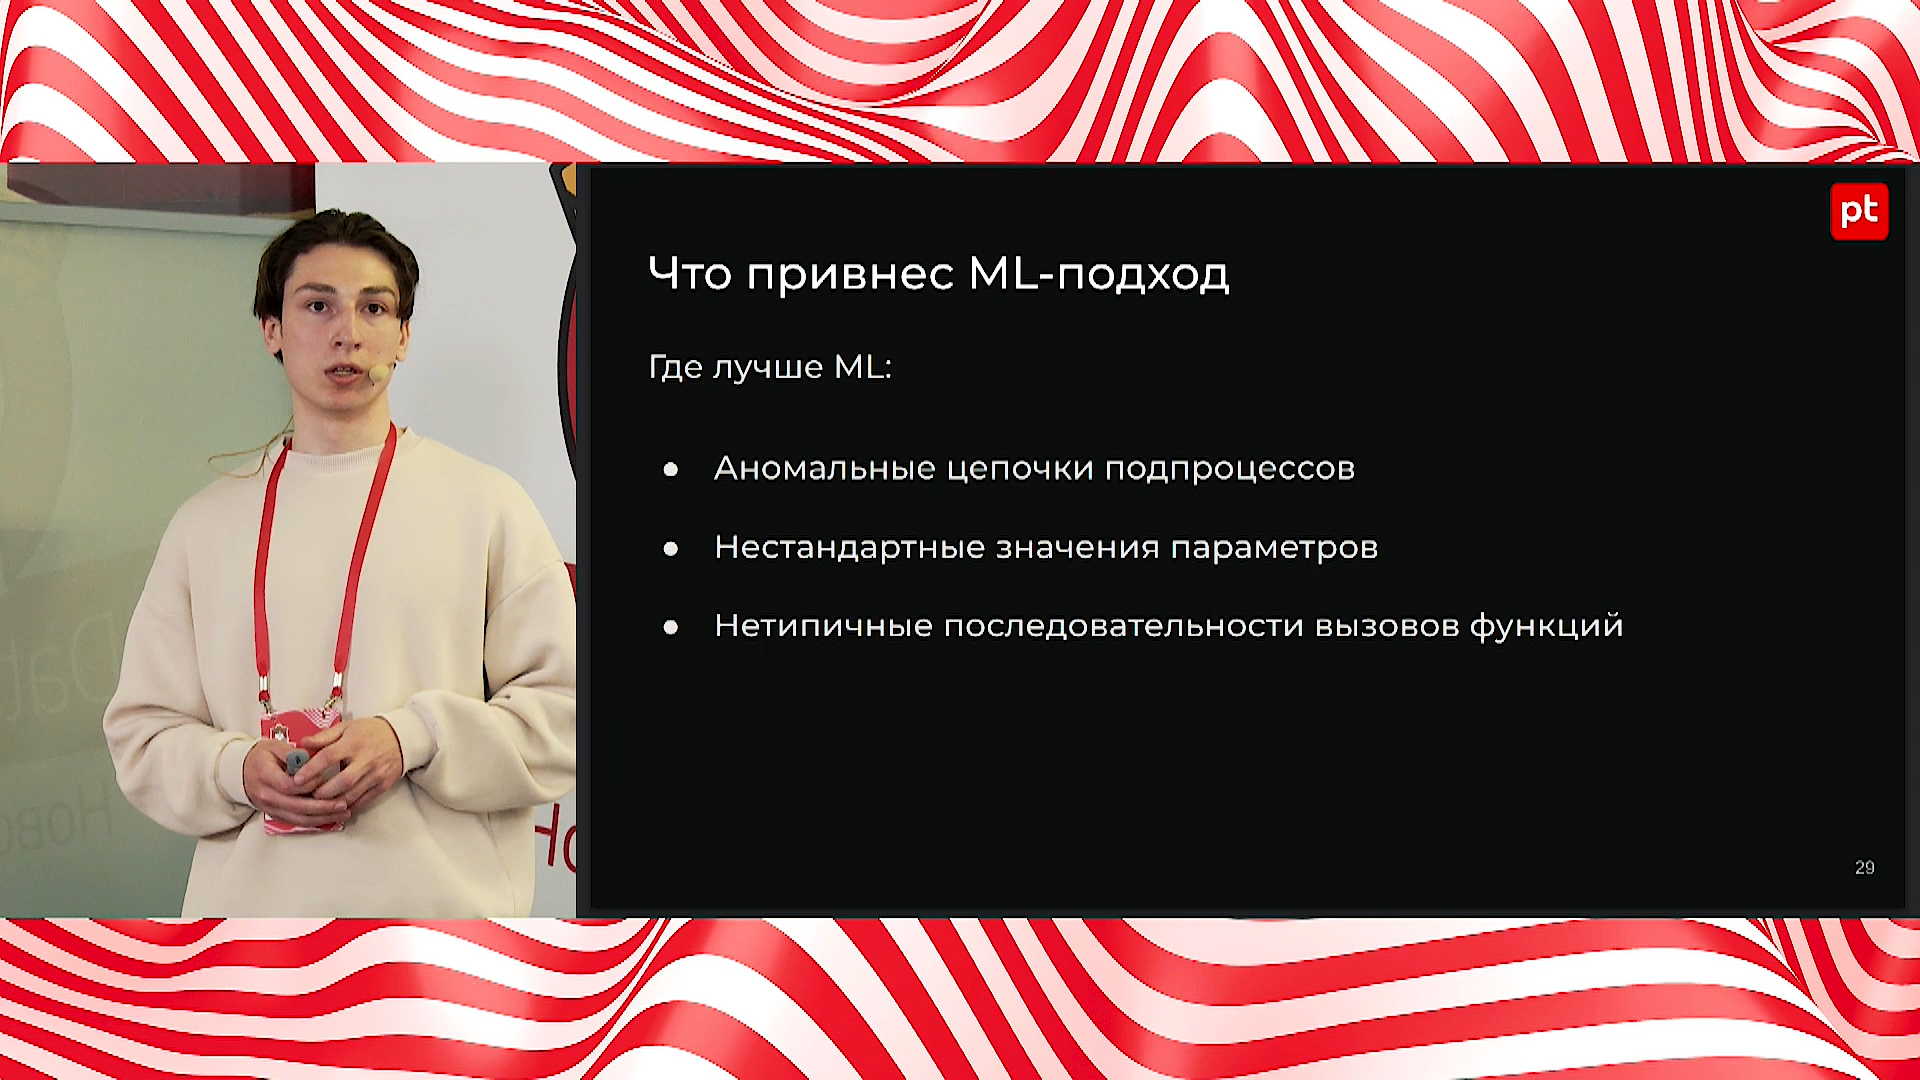 pt
Что привнес ML-подход
Где лучше ML:
● Аномальные цепочки подпроцессов
● Нестандартные значения параметров
● Нетипичные последовательности вызовов функций
29